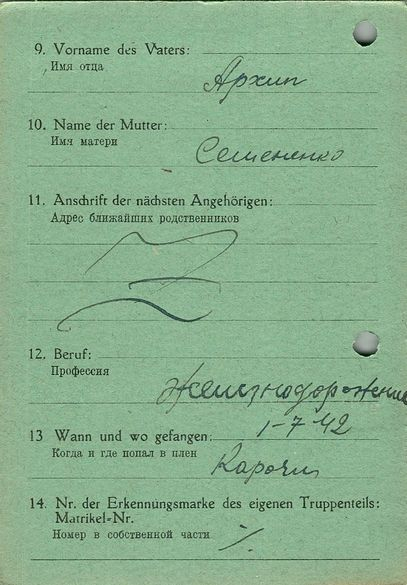 9. Vorname des Vaters:
Имя отца
Архип
10. Name der Mutter:
Имя матери
Семененко
11. Anschrift der nächsten Angehörigen:
Адрес ближайших родственников
12. Beruf:
Профессия
13 Wann und wo gefangen:
1-7 42
Когда и где попал в плен
14. Nr. der Erkennungsmarke des eigenen Truppenteils:
Matrikel-Nr.
Номер в собственной части